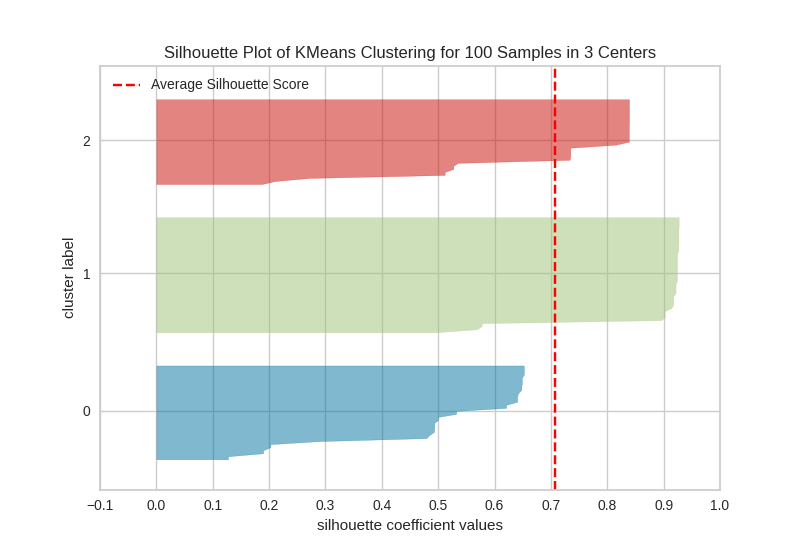 Silhouette Plot of KMeans Clustering for 100 Samples in 3 Centers
Average Silhouette Score
2
1
0
cluster label
−0.1 0.0 0.1 0.2 0.3 0.4 0.5 0.6 0.7 0.8 0.9 1.0
silhouette coefficient values